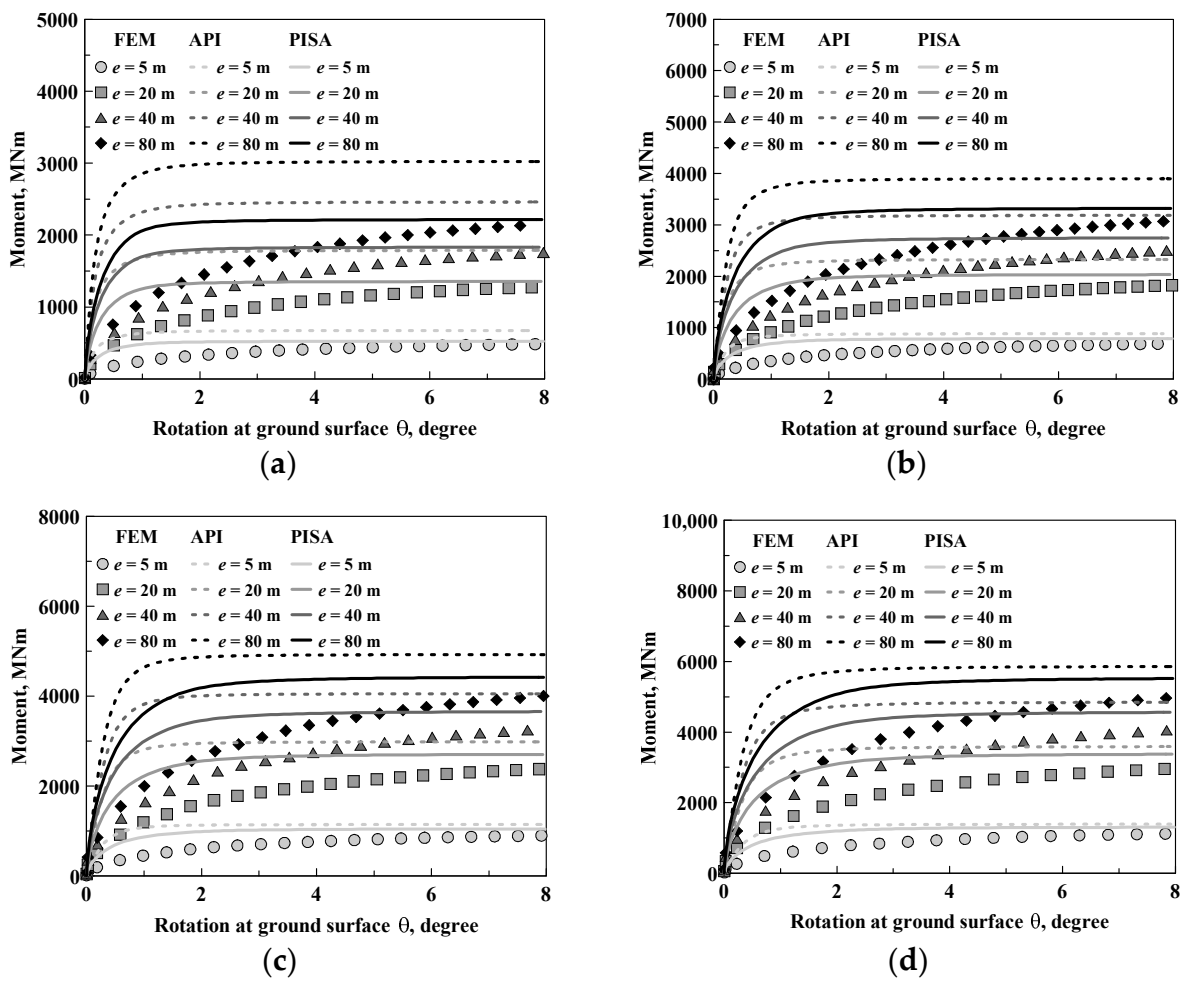 5000
4000
3000
2000
1000
0
Moment, MNm
FEM API PISA
e = 5 m e = 5 m e = 5 m
e = 20 m e = 20 m e = 20 m
e = 40 m e = 40 m e = 40 m
e = 80 m e = 80 m e = 80 m
0 2 4 6 8
Rotation at ground surface θ, degree
(a)
7000
6000
5000
4000
3000
2000
1000
0
Moment, MNm
FEM API PISA
e = 5 m e = 5 m e = 5 m
e = 20 m e = 20 m e = 20 m
e = 40 m e = 40 m e = 40 m
e = 80 m e = 80 m e = 80 m
0 2 4 6 8
Rotation at ground surface θ, degree
(b)
8000
6000
4000
2000
0
Moment, MNm
FEM API PISA
e = 5 m e = 5 m e = 5 m
e = 20 m e = 20 m e = 20 m
e = 40 m e = 40 m e = 40 m
e = 80 m e = 80 m e = 80 m
0 2 4 6 8
Rotation at ground surface θ, degree
(c)
10,000
8000
6000
4000
2000
0
Moment, MNm
FEM API PISA
e = 5 m e = 5 m e = 5 m
e = 20 m e = 20 m e = 20 m
e = 40 m e = 40 m e = 40 m
e = 80 m e = 80 m e = 80 m
0 2 4 6 8
Rotation at ground surface θ, degree
(d)